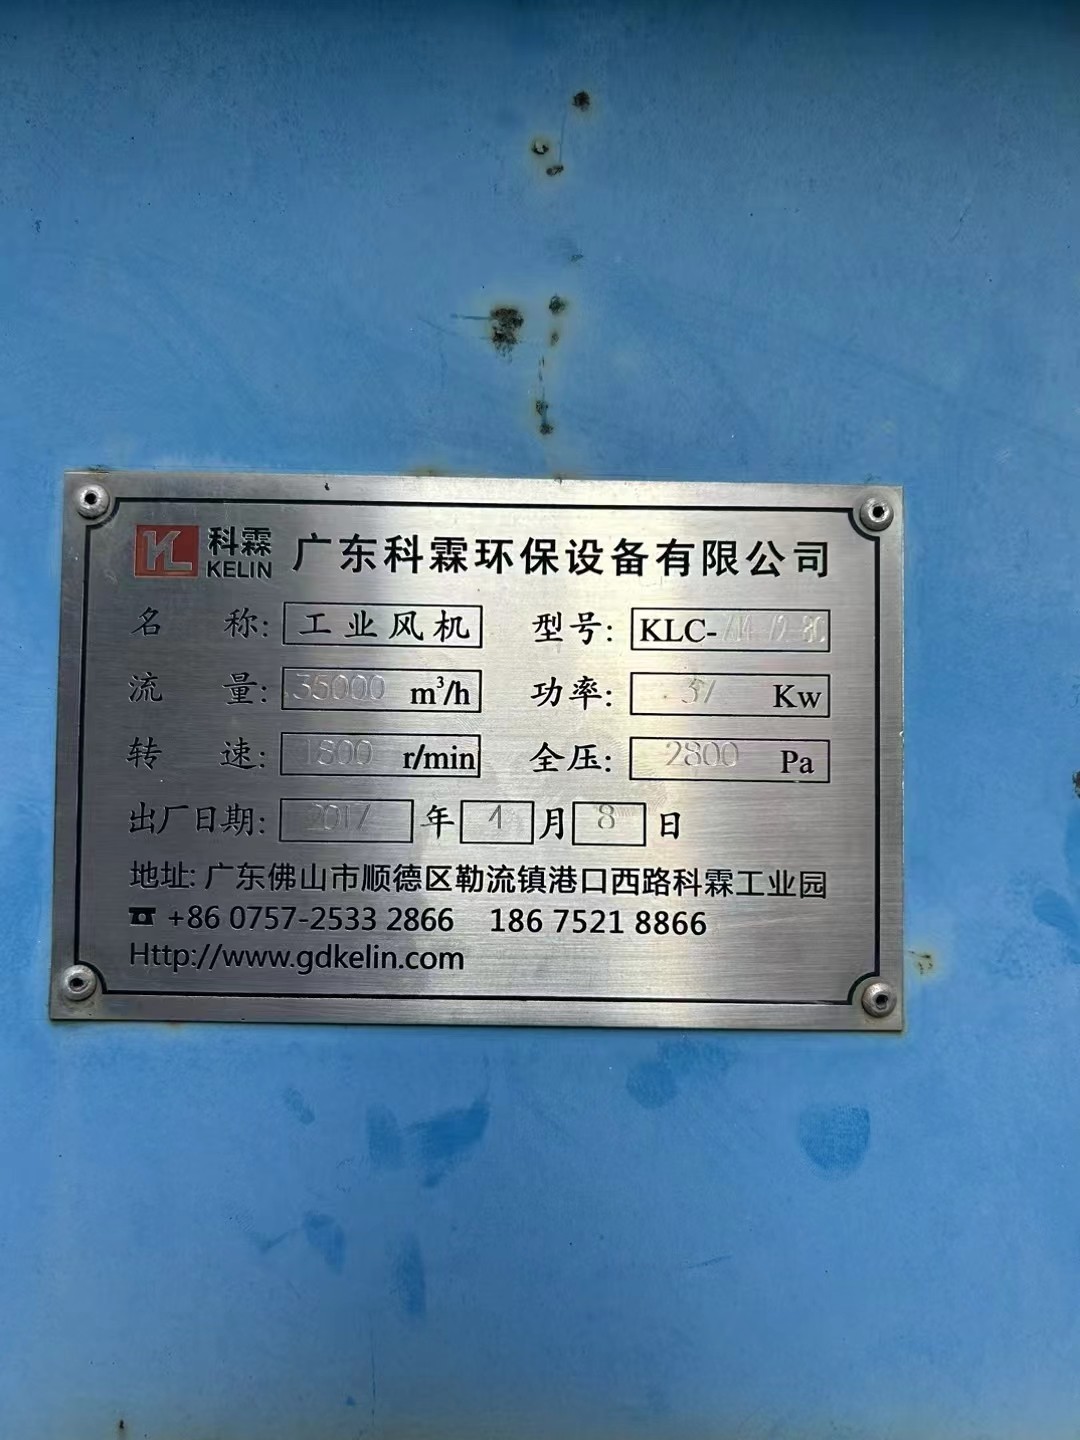 科霖 KELIN 广东科霖环保设备有限公司
名称: 工业风机 型号: KLC-
流量: 35000 m³/h 功率: 37 Kw
转速: 1800 r/min 全压: 2800 Pa
出厂日期: 2017 年 1 月 8 日
地址: 广东佛山市顺德区勒流镇港口西路科霖工业园
☎ +86 0757-2533 2866 186 7521 8866
Http://www.gdkelin.com